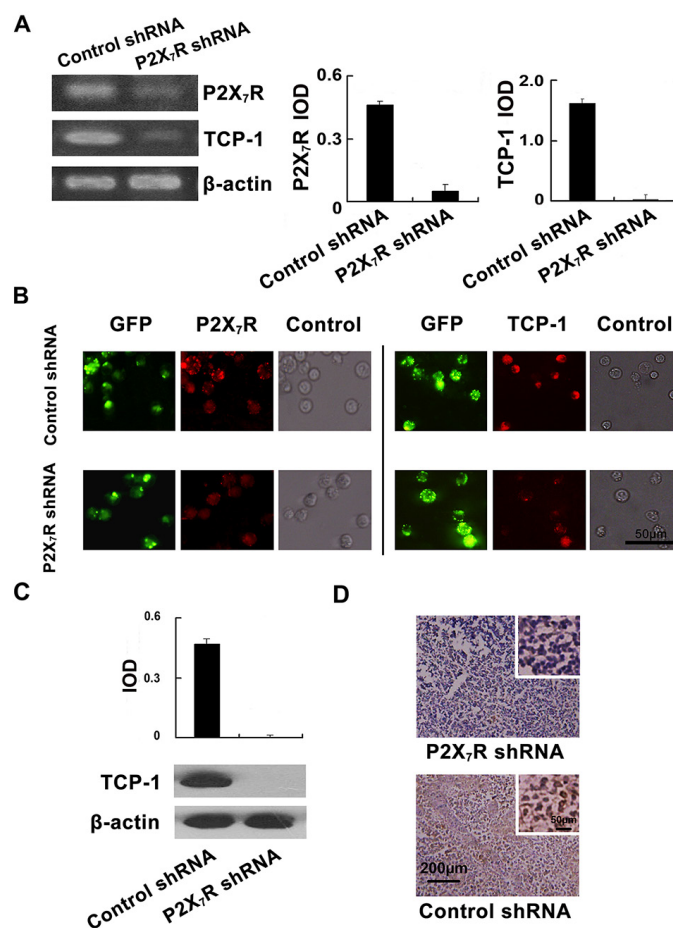 A
Control shRNA
P2X₇R shRNA
P2X₇R
TCP-1
β-actin
P2X₇R IOD
0.6
0.3
0
Control shRNA
P2X₇R shRNA
TCP-1 IOD
2.0
1.0
0
Control shRNA
P2X₇R shRNA
B
GFP
P2X₇R
Control
GFP
TCP-1
Control
Control shRNA
P2X₇R shRNA
50μm
C
IOD
0.6
0.3
0
TCP-1
β-actin
Control shRNA
P2X₇R shRNA
D
P2X₇R shRNA
50μm
200μm
Control shRNA